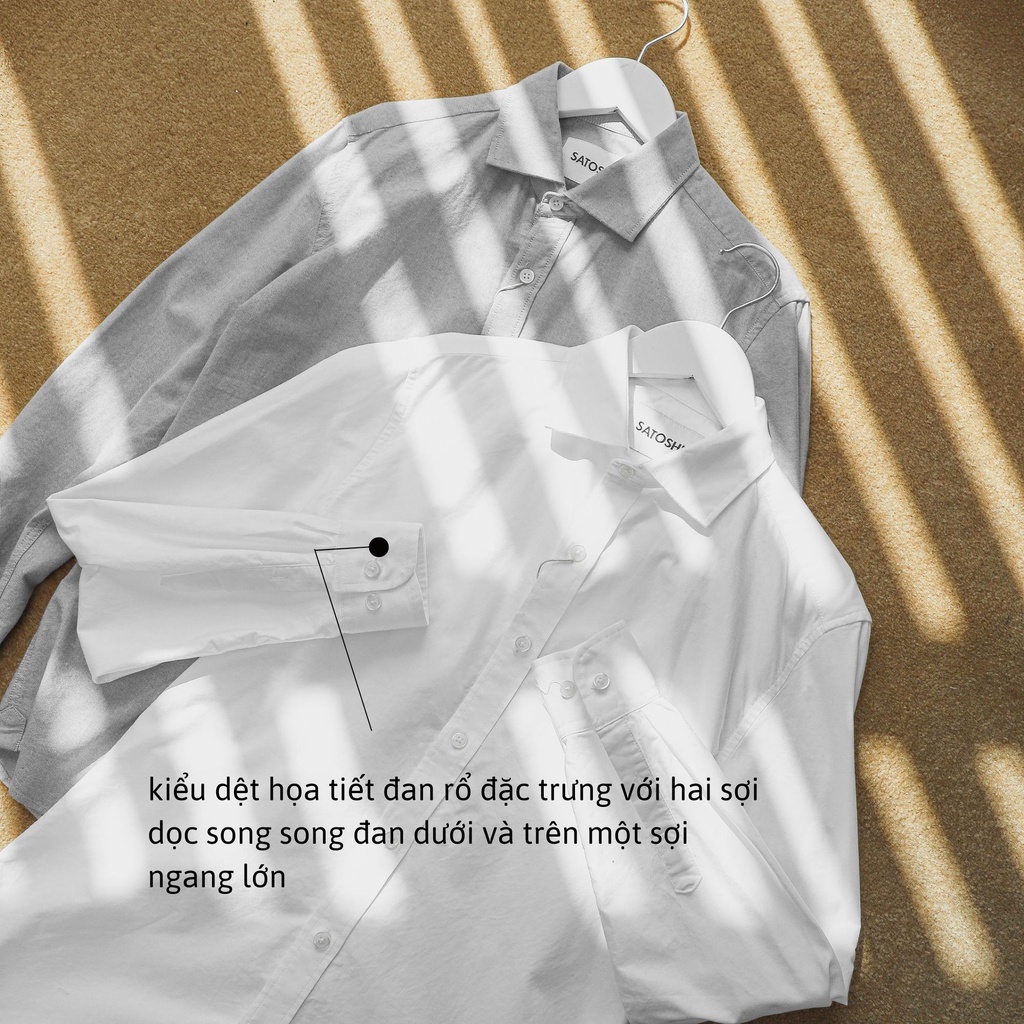 SATOSHI
kiểu dệt họa tiết đan rổ đặc trưng với hai sợi
dọc song song đan dưới và trên một sợi
ngang lớn